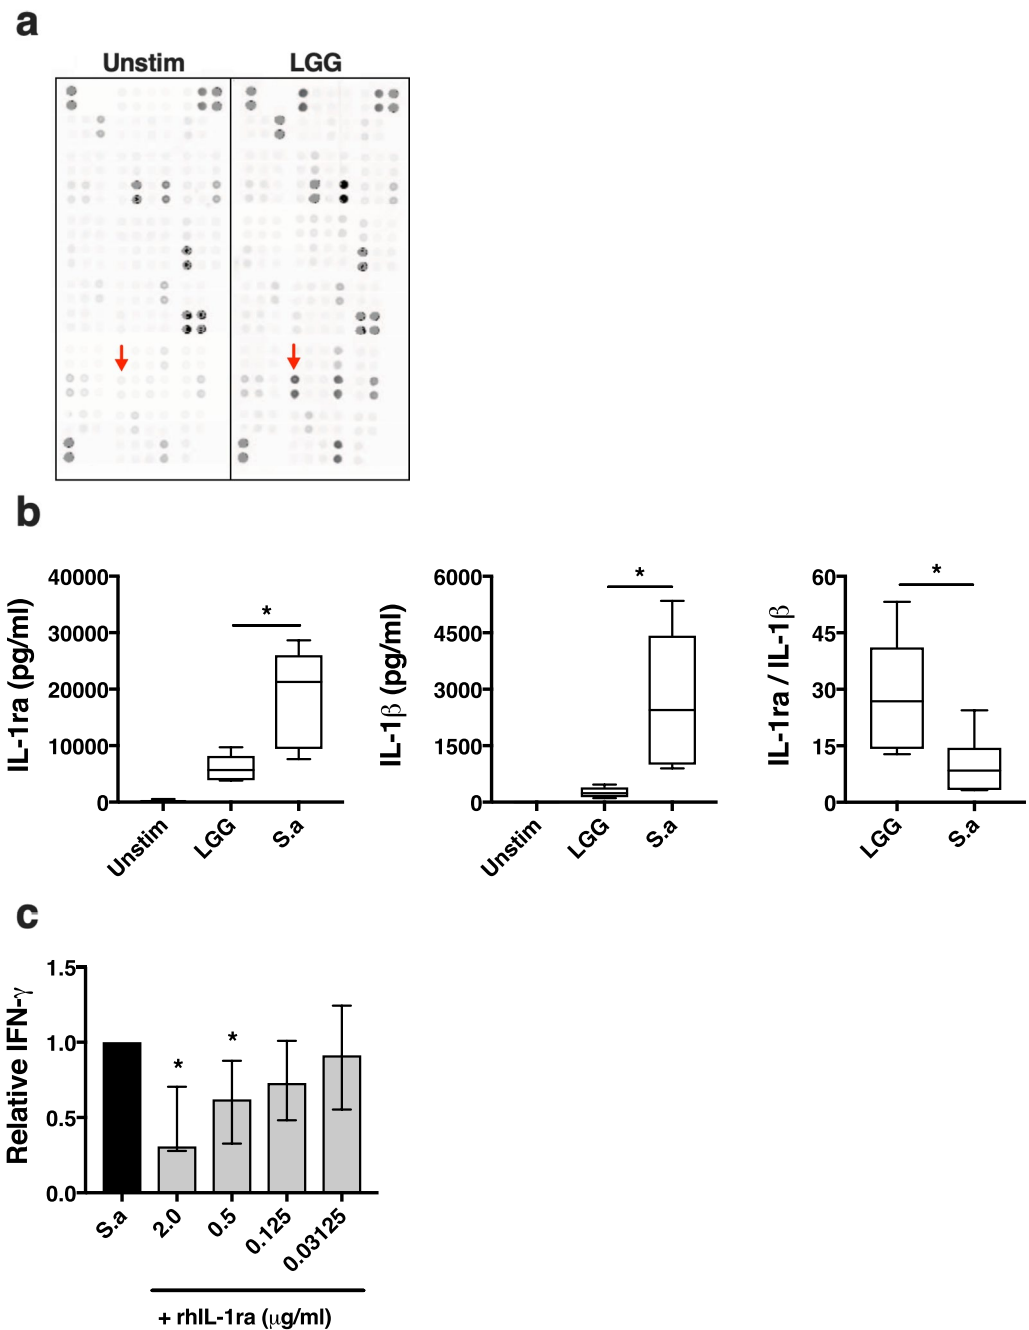 a
Unstim LGG
b
IL-1ra (pg/ml)
40000
30000
20000
10000
0
*
Unstim LGG S.a
IL-1β (pg/ml)
6000
4500
3000
1500
0
*
Unstim LGG S.a
IL-1ra / IL-1β
60
45
30
15
0
*
LGG S.a
c
Relative IFN-γ
1.5
1.0
0.5
0.0
* *
S.a 2.0 0.5 0.125 0.03125
+ rhIL-1ra (μg/ml)